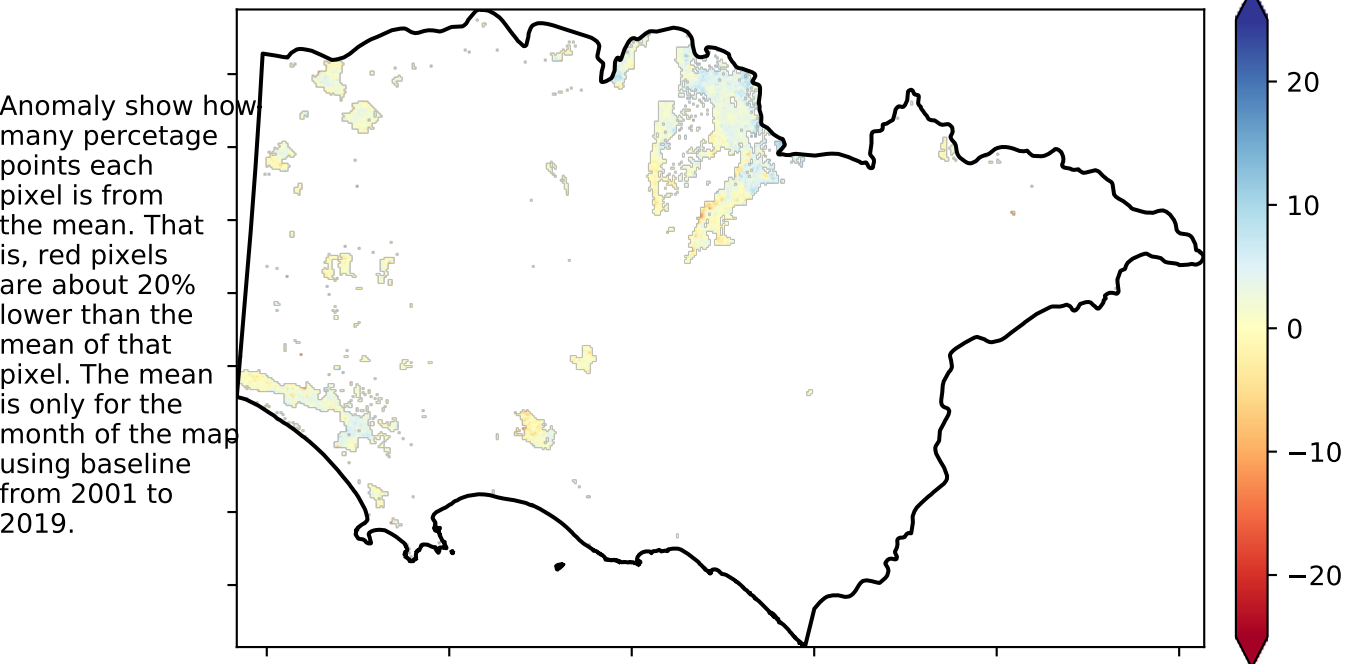 Anomaly show how
many percetage
points each
pixel is from
the mean. That
is, red pixels
are about 20%
lower than the
mean of that
pixel. The mean
is only for the
month of the map
using baseline
from 2001 to
2019.
20
10
0
−10
−20